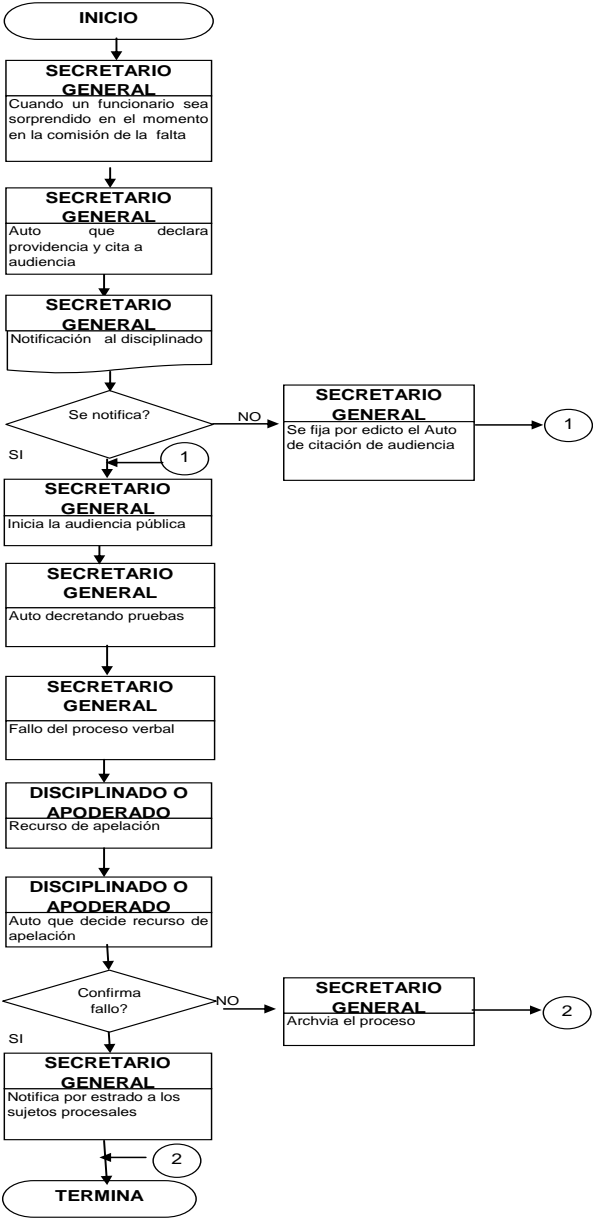 INICIO
SECRETARIO
GENERAL
Cuando un funcionario sea
sorprendido en el momento
en la comisión de la falta
SECRETARIO
GENERAL
Auto que declara
providencia y cita a
audiencia
SECRETARIO
GENERAL
Notificación al disciplinado
Se notifica?
NO
SECRETARIO
GENERAL
Se fija por edicto el Auto
de citación de audiencia
1
SI
1
SECRETARIO
GENERAL
Inicia la audiencia pública
SECRETARIO
GENERAL
Auto decretando pruebas
SECRETARIO
GENERAL
Fallo del proceso verbal
DISCIPLINADO O
APODERADO
Recurso de apelación
DISCIPLINADO O
APODERADO
Auto que decide recurso de
apelación
Confirma
fallo?
NO
SECRETARIO
GENERAL
Archvia el proceso
2
SI
SECRETARIO
GENERAL
Notifica por estrado a los
sujetos procesales
2
TERMINA